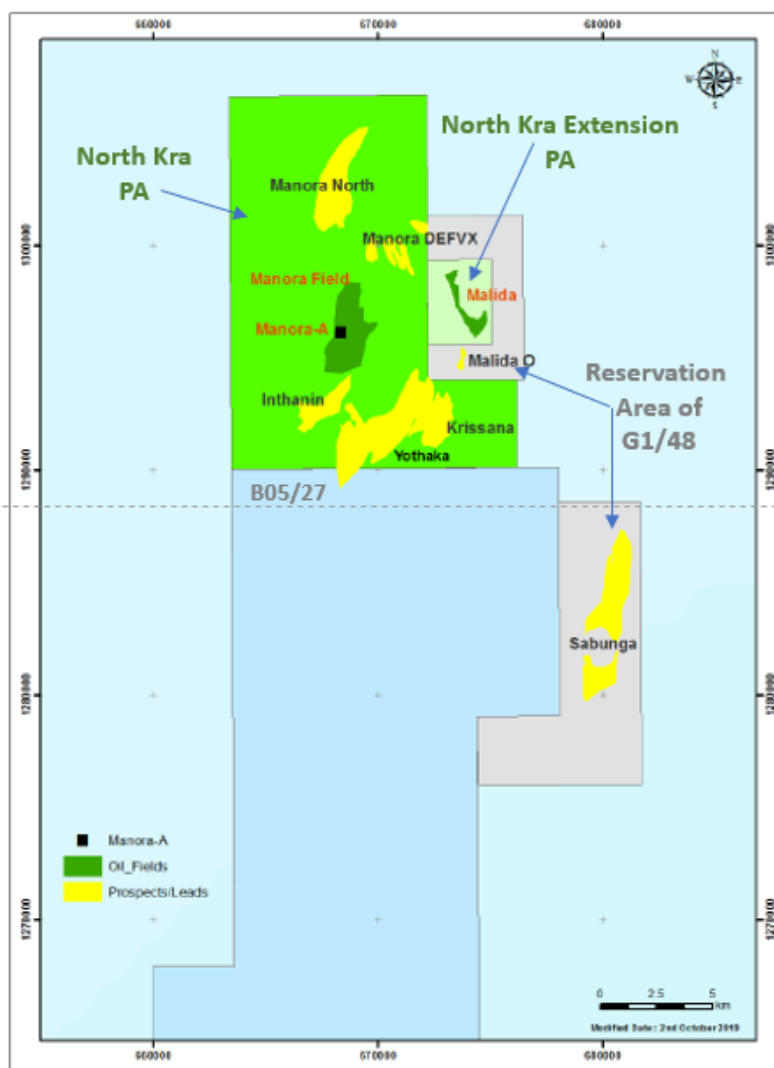 660000
670000
680000
N
W
E
S
North Kra Extension
PA
North Kra
PA
Manora North
1300000
1300000
Manora DEFVX
Manora Field
Malida
Manora-A
Malida O
Reservation
Area of
G1/48
Inthanin
Krissana
Yothaka
1290000
1290000
B05/27
Sabunga
1280000
1280000
Manora-A
Oil_Fields
Prospects/Leads
1270000
1270000
0 2.5 5
km
Modified Date : 2nd October 2019
660000
670000
680000